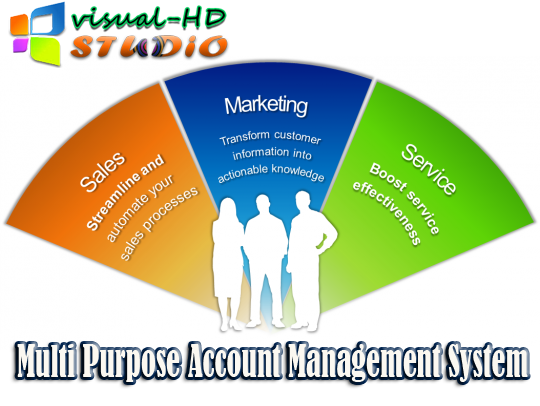 visual-HD
STUDiO
Sales
Streamline and
automate your
sales processes
Marketing
Transform customer
information into
actionable knowledge
Service
Boost service
effectiveness
Multi Purpose Account Management System